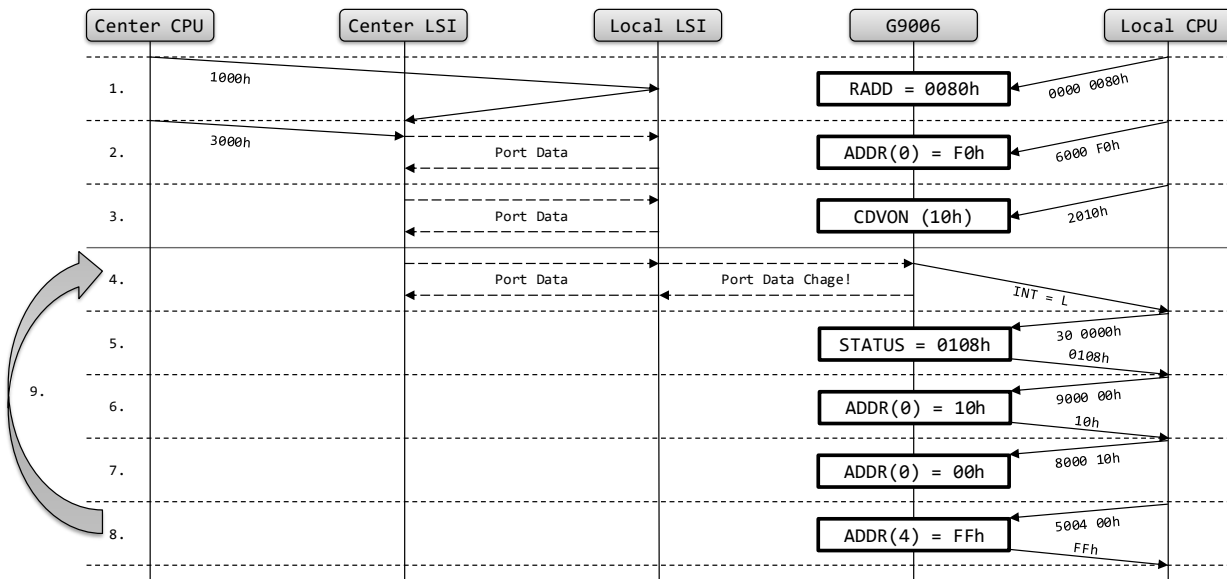 Center CPU
Center LSI
Local LSI
G9006
Local CPU
1.
1000h
RADD = 0080h
0000 0080h
2.
3000h
Port Data
ADDR(0) = F0h
6000 F0h
3.
Port Data
CDVON (10h)
2010h
4.
Port Data
Port Data Chage!
INT = L
5.
STATUS = 0108h
30 0000h
0108h
9.
6.
ADDR(0) = 10h
9000 00h
10h
7.
ADDR(0) = 00h
8000 10h
8.
ADDR(4) = FFh
5004 00h
FFh